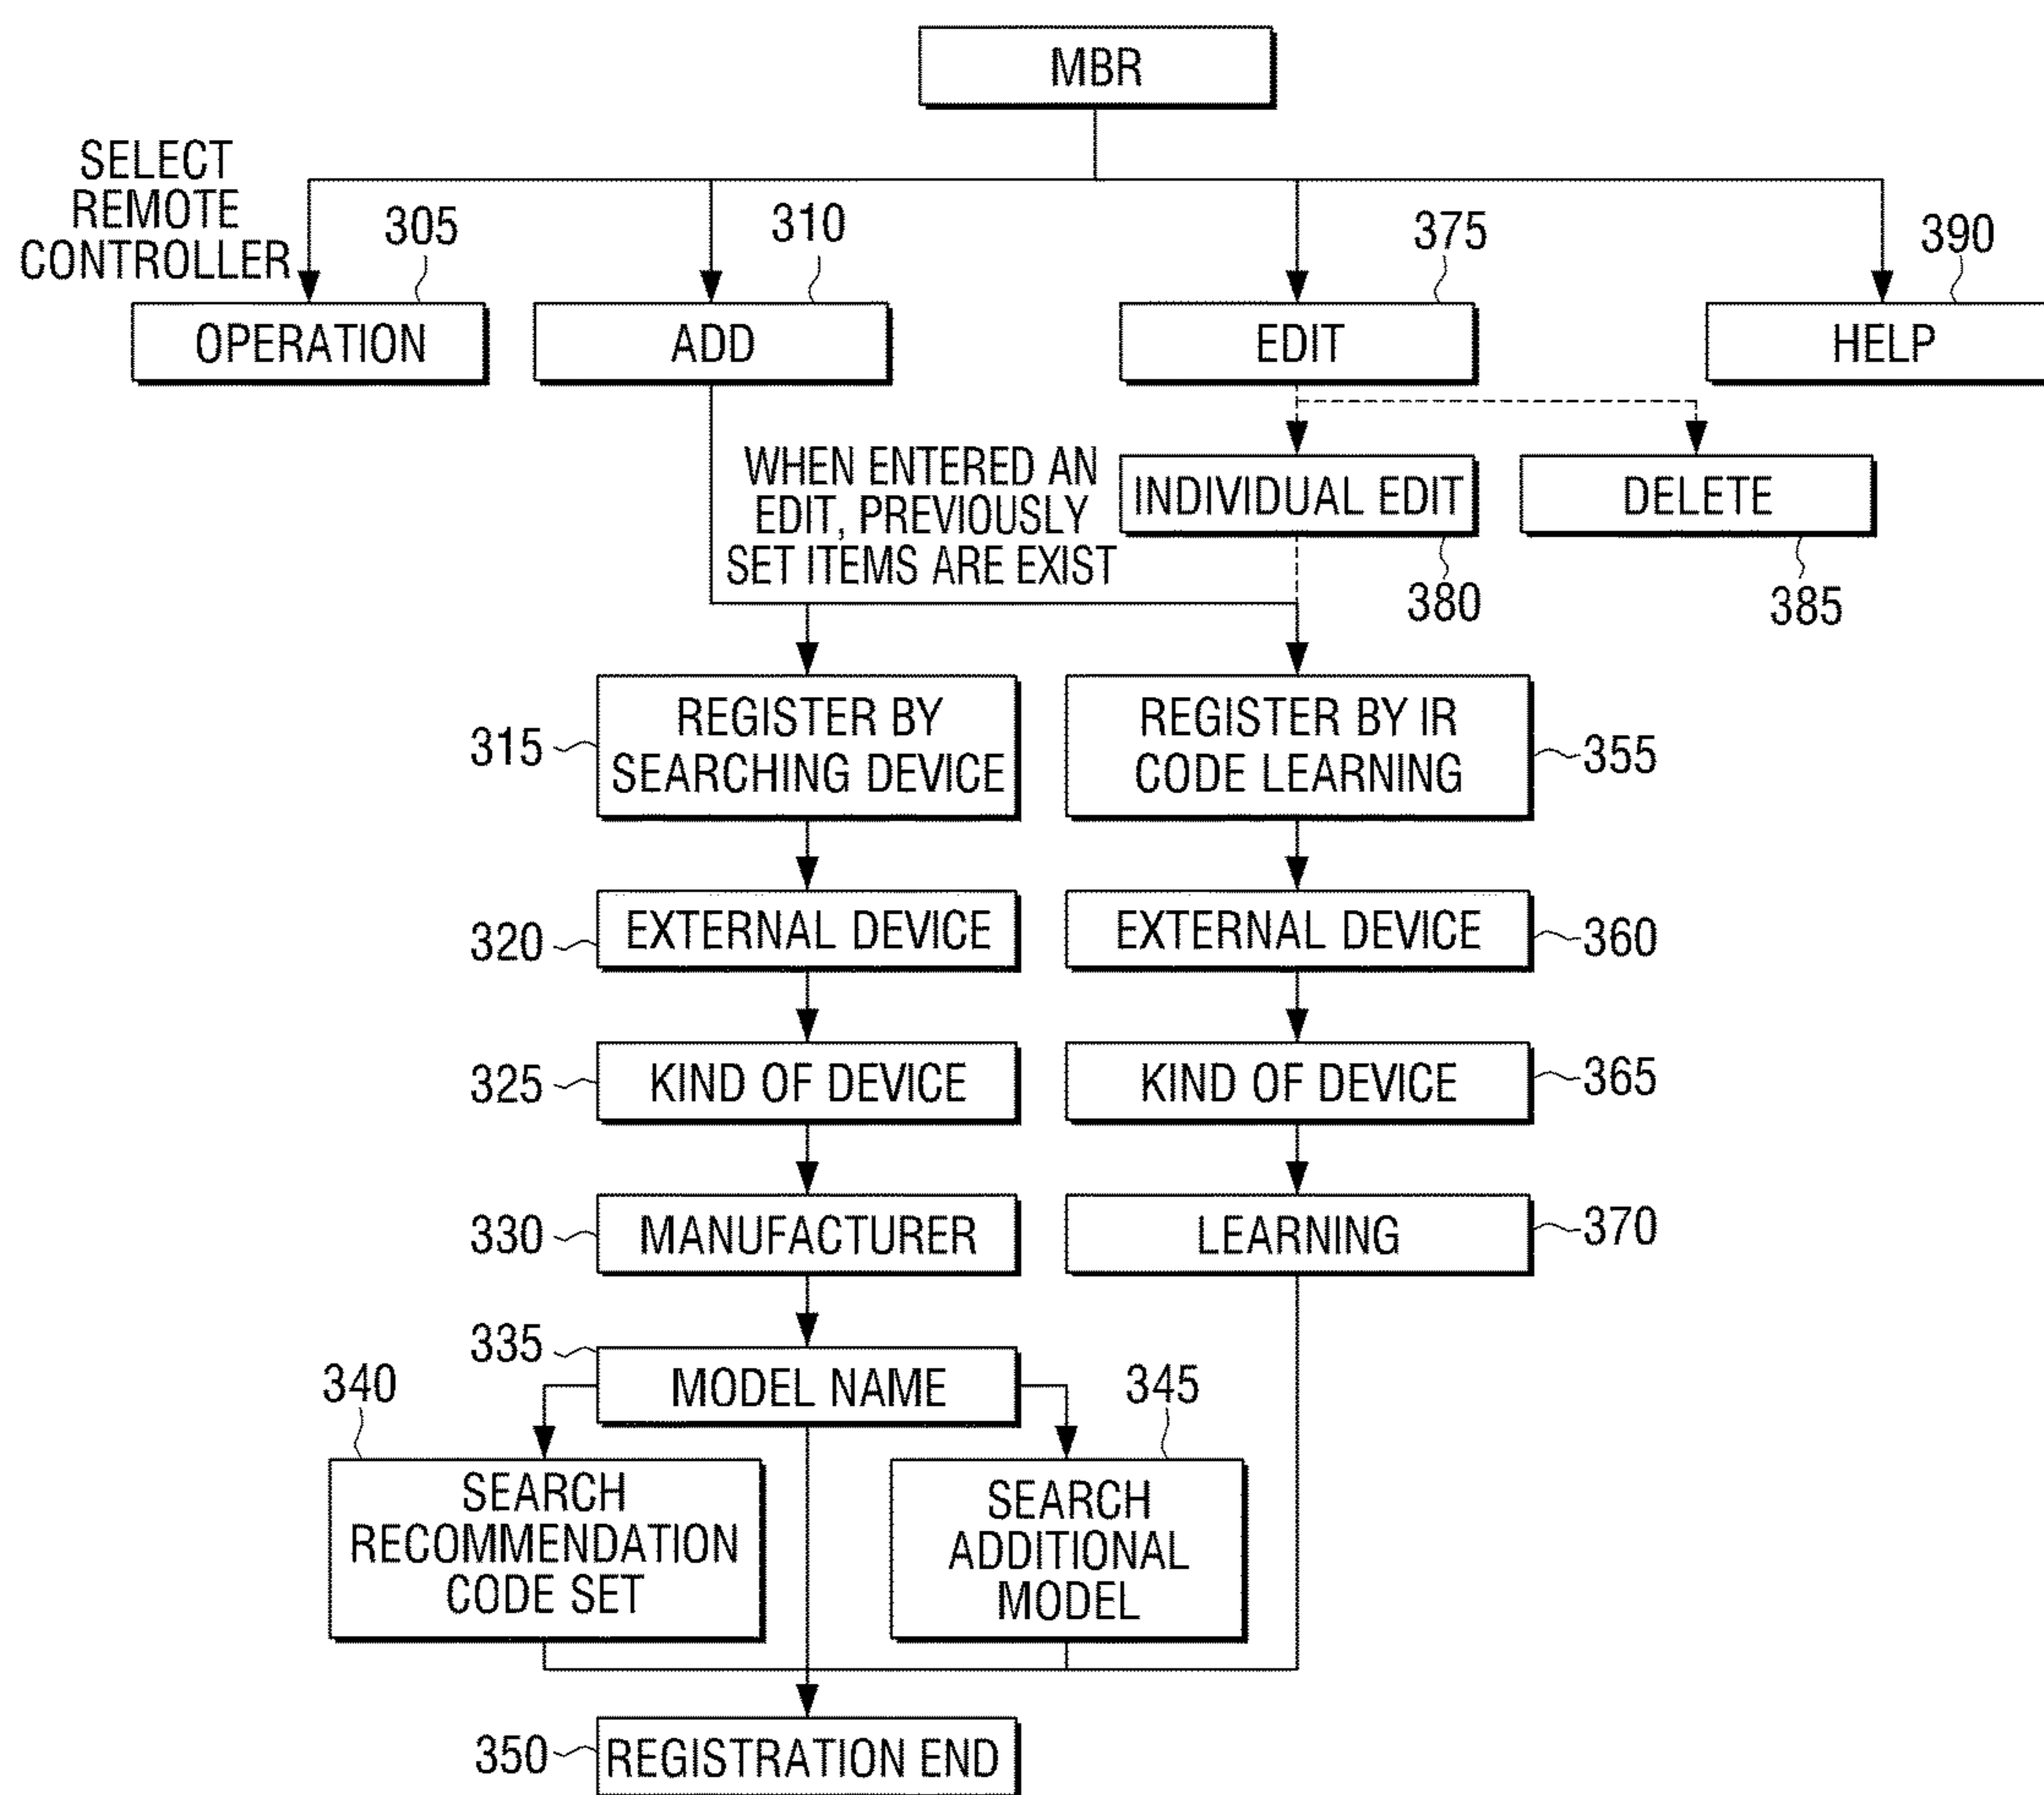 MBR
SELECT
REMOTE
CONTROLLER
305
310
375
390
OPERATION
ADD
EDIT
HELP
WHEN ENTERED AN
EDIT, PREVIOUSLY
SET ITEMS ARE EXIST
INDIVIDUAL EDIT
DELETE
380
385
315
REGISTER BY
SEARCHING DEVICE
REGISTER BY IR
CODE LEARNING
355
320
EXTERNAL DEVICE
EXTERNAL DEVICE
360
325
KIND OF DEVICE
KIND OF DEVICE
365
330
MANUFACTURER
LEARNING
370
335
MODEL NAME
340
345
SEARCH
RECOMMENDATION
CODE SET
SEARCH
ADDITIONAL
MODEL
350
REGISTRATION END